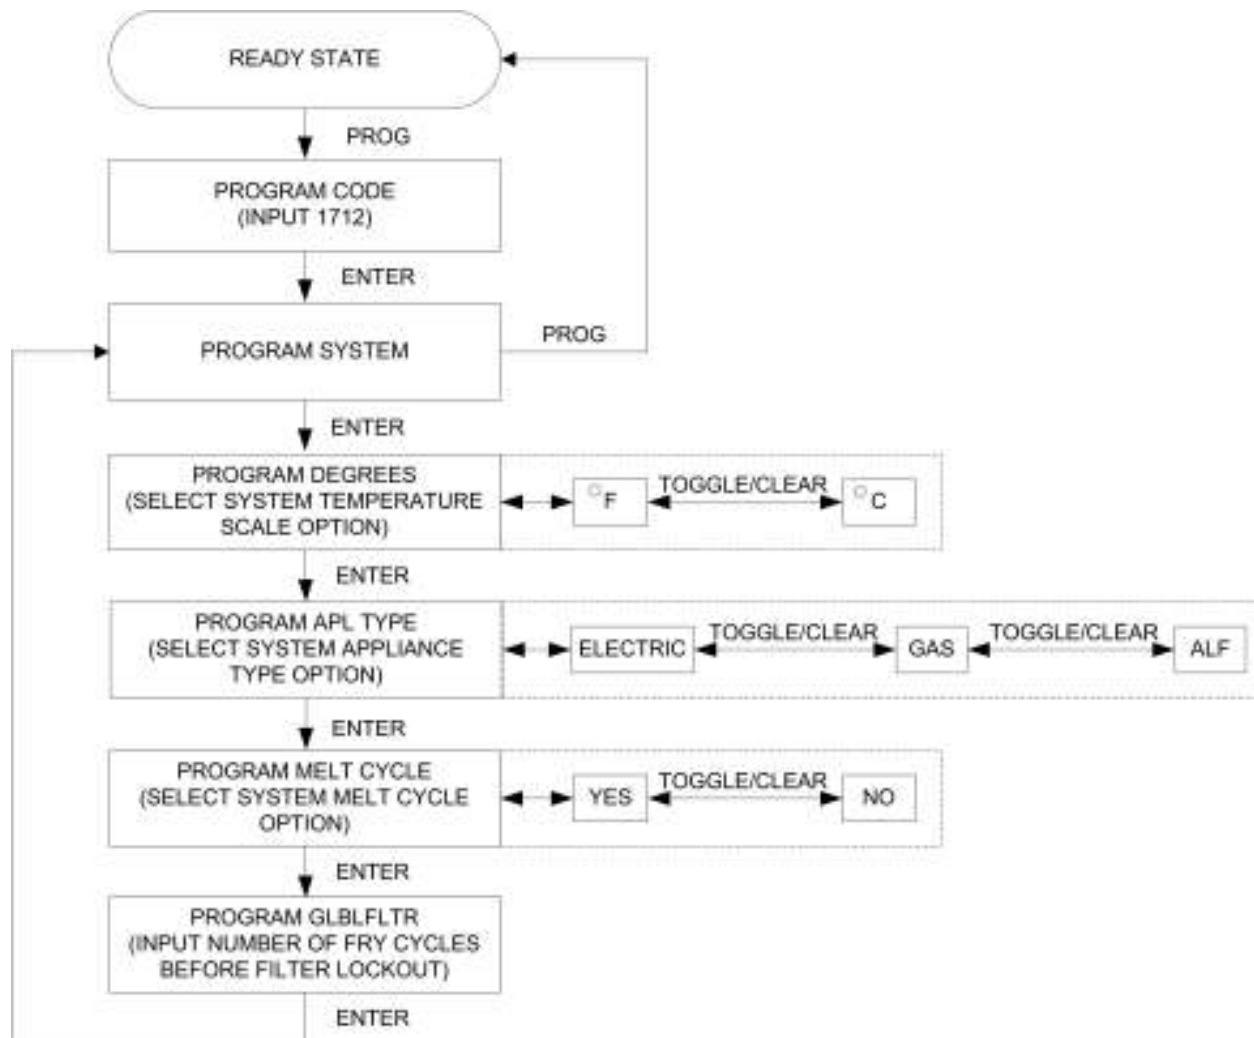 READY STATE
PROG
PROGRAM CODE
(INPUT 1712)
ENTER
PROGRAM SYSTEM
PROG
ENTER
PROGRAM DEGREES
(SELECT SYSTEM TEMPERATURE
SCALE OPTION)
°F
TOGGLE/CLEAR
°C
ENTER
PROGRAM APL TYPE
(SELECT SYSTEM APPLIANCE
TYPE OPTION)
ELECTRIC
TOGGLE/CLEAR
GAS
TOGGLE/CLEAR
ALF
ENTER
PROGRAM MELT CYCLE
(SELECT SYSTEM MELT CYCLE
OPTION)
YES
TOGGLE/CLEAR
NO
ENTER
PROGRAM GLBLFLTR
(INPUT NUMBER OF FRY CYCLES
BEFORE FILTER LOCKOUT)
ENTER